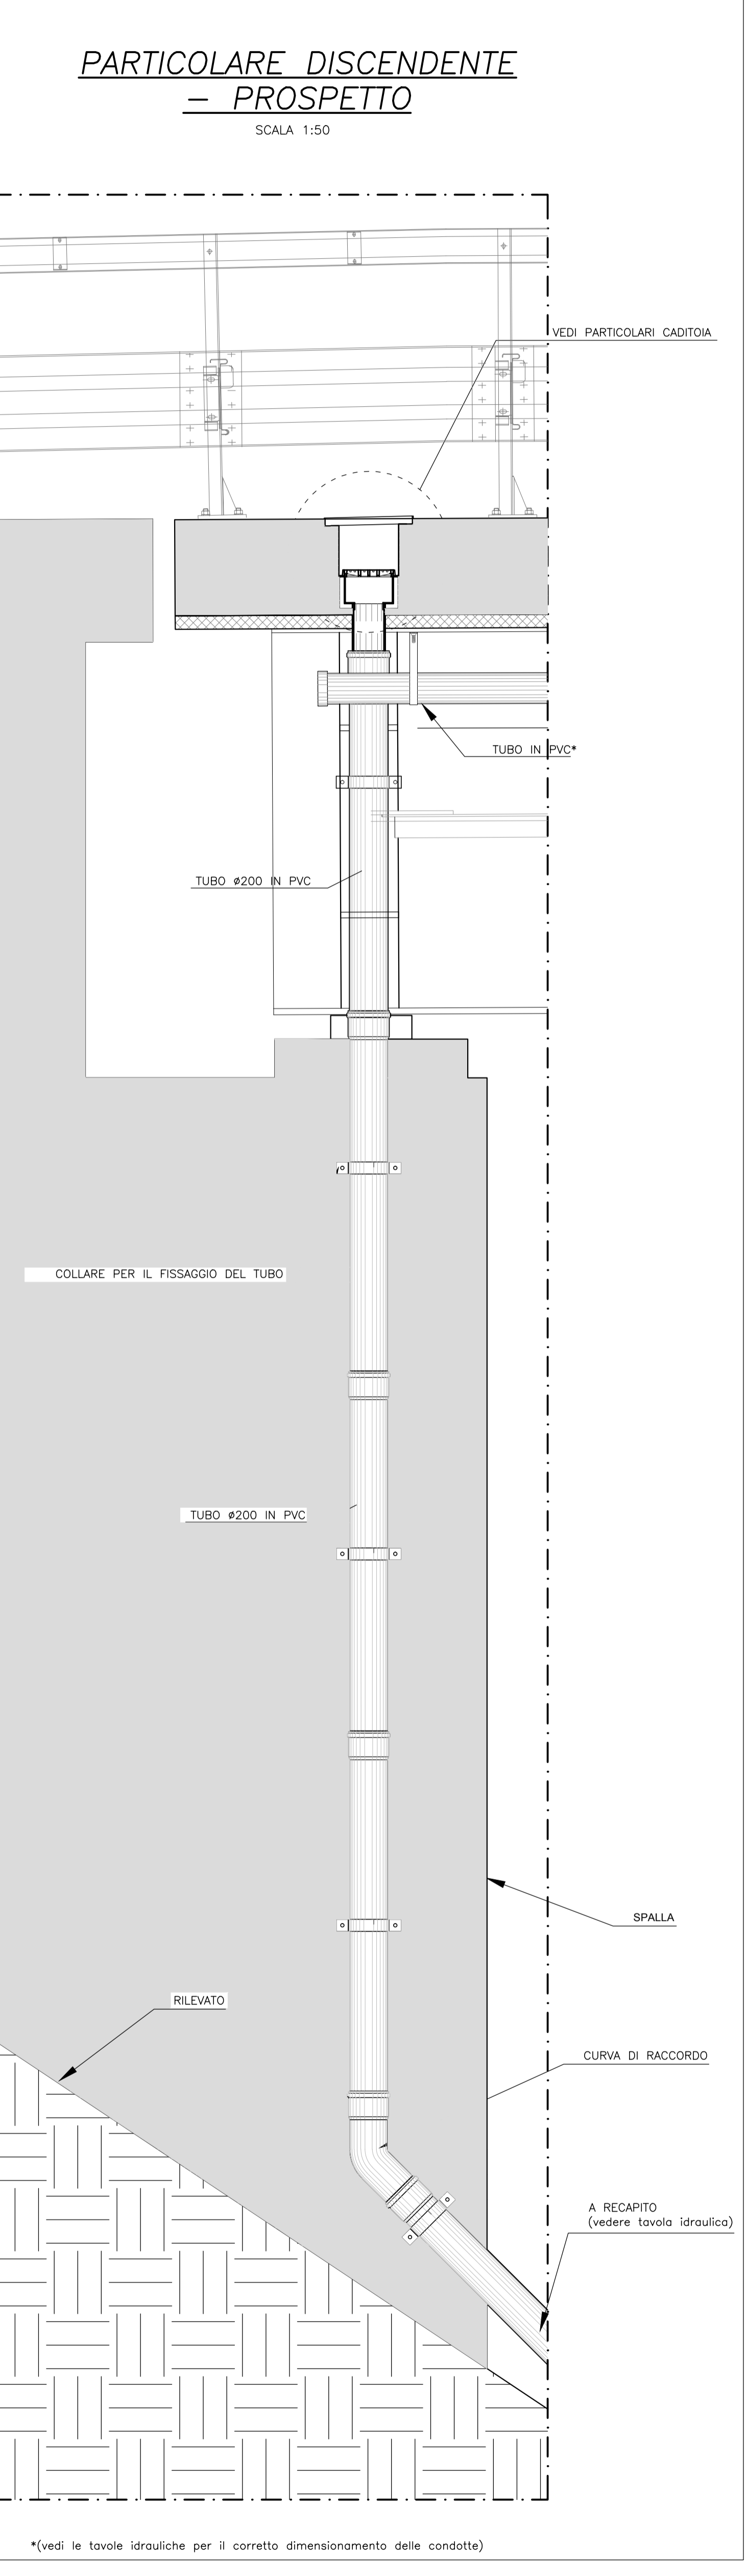 PARTICOLARE DISCENDENTE
- PROSPETTO
SCALA 1:50
VEDI PARTICOLARI CADITOIA
TUBO IN PVC*
TUBO ø200 IN PVC
COLLARE PER IL FISSAGGIO DEL TUBO
TUBO ø200 IN PVC
SPALLA
RILEVATO
CURVA DI RACCORDO
A RECAPITO
(vedere tavola idraulica)
*(vedi le tavole idrauliche per il corretto dimensionamento delle condotte)